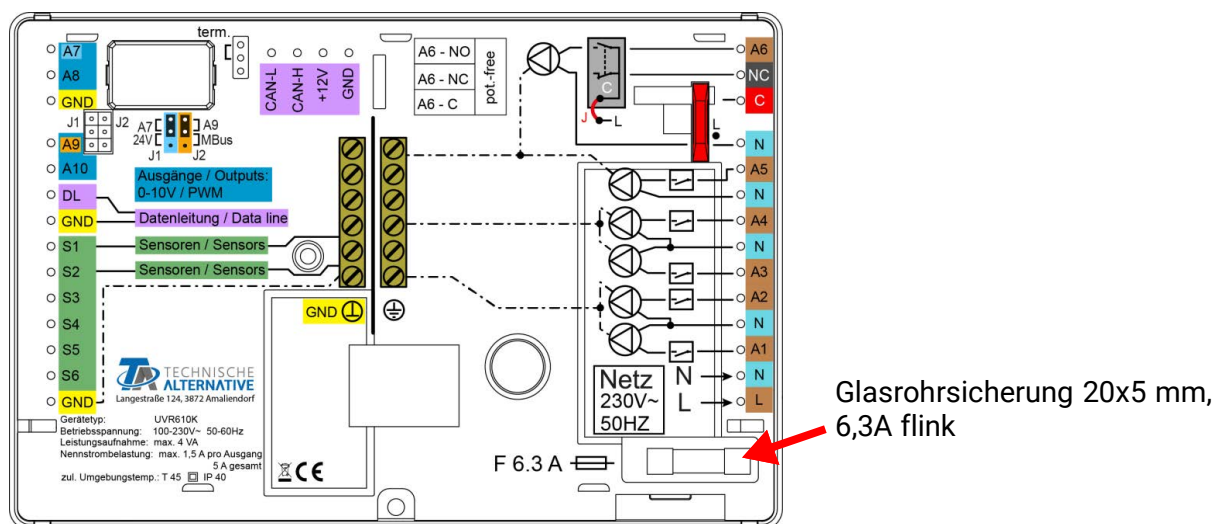 term.
A7
A8
GND
J1
J2
A7
24V
A9
MBus
J1
J2
CAN-L
CAN-H
+12V
GND
A6 - NO
A6 - NC
A6 - C
pot.-free
C
J
L
L
A6
NC
C
N
A5
N
A4
N
A3
A2
N
A1
N
L
A9
A10
DL
GND
S1
S2
S3
S4
S5
S6
GND
Ausgänge / Outputs:
0-10V / PWM
Datenleitung / Data line
Sensoren / Sensors
Sensoren / Sensors
GND
TA TECHNISCHE
ALTERNATIVE
Langestraße 124, 3872 Amaliendorf
Gerätetyp: UVR610K
Betriebsspannung: 100-230V~ 50-60Hz
Leistungsaufnahme: max. 4 VA
Nennstrombelastung: max. 1,5 A pro Ausgang
5 A gesamt
zul. Umgebungstemp.: T 45 IP 40
CE
Netz
230V~
50HZ
N
L
F 6.3 A
Glasrohrsicherung 20x5 mm,
6,3A flink